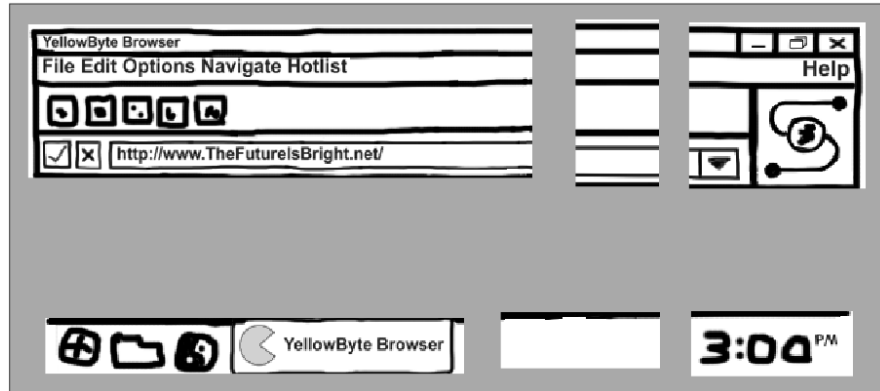 YellowByte Browser
File Edit Options Navigate Hotlist
Help
http://www.TheFutureIsBright.net/
YellowByte Browser
3:00 PM